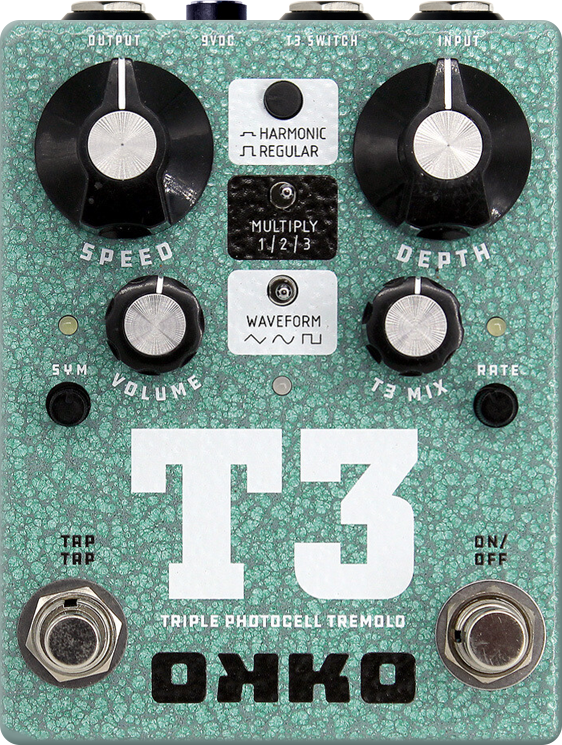 OUTPUT
9VDC
T3 SWITCH
INPUT
HARMONIC
REGULAR
MULTIPLY
1/2/3
SPEED
DEPTH
WAVEFORM
SYM
VOLUME
T3 MIX
RATE
T3
TAP
TAP
ON/
OFF
TRIPLE PHOTOCELL TREMOLO
OKKO